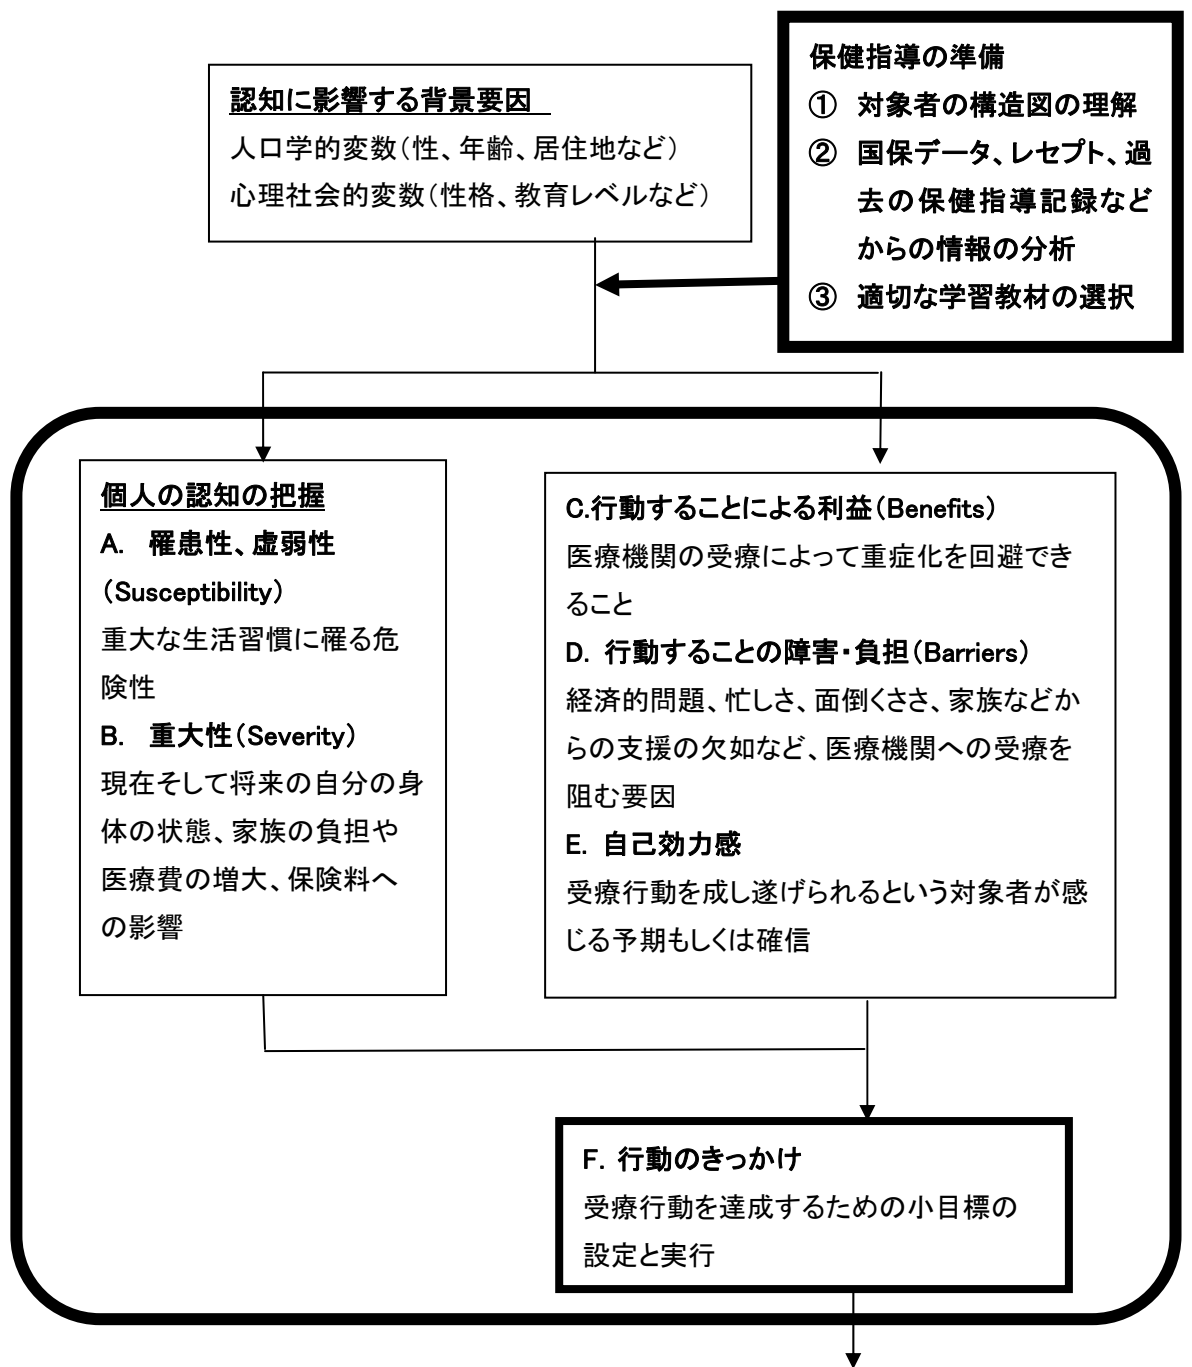 認知に影響する背景要因
人口学的変数(性、年齢、居住地など)
心理社会的変数(性格、教育レベルなど)
保健指導の準備
① 対象者の構造図の理解
② 国保データ、レセプト、過
去の保健指導記録など
からの情報の分析
③ 適切な学習教材の選択
個人の認知の把握
A. 罹患性、虚弱性
(Susceptibility)
重大な生活習慣に罹る危
険性
B. 重大性(Severity)
現在そして将来の自分の身
体の状態、家族の負担や
医療費の増大、保険料へ
の影響
C.行動することによる利益(Benefits)
医療機関の受療によって重症化を回避でき
ること
D. 行動することの障害・負担(Barriers)
経済的問題、忙しさ、面倒くささ、家族などか
らの支援の欠如など、医療機関への受療を
阻む要因
E. 自己効力感
受療行動を成し遂げられるという対象者が感
じる予期もしくは確信
F. 行動のきっかけ
受療行動を達成するための小目標の
設定と実行